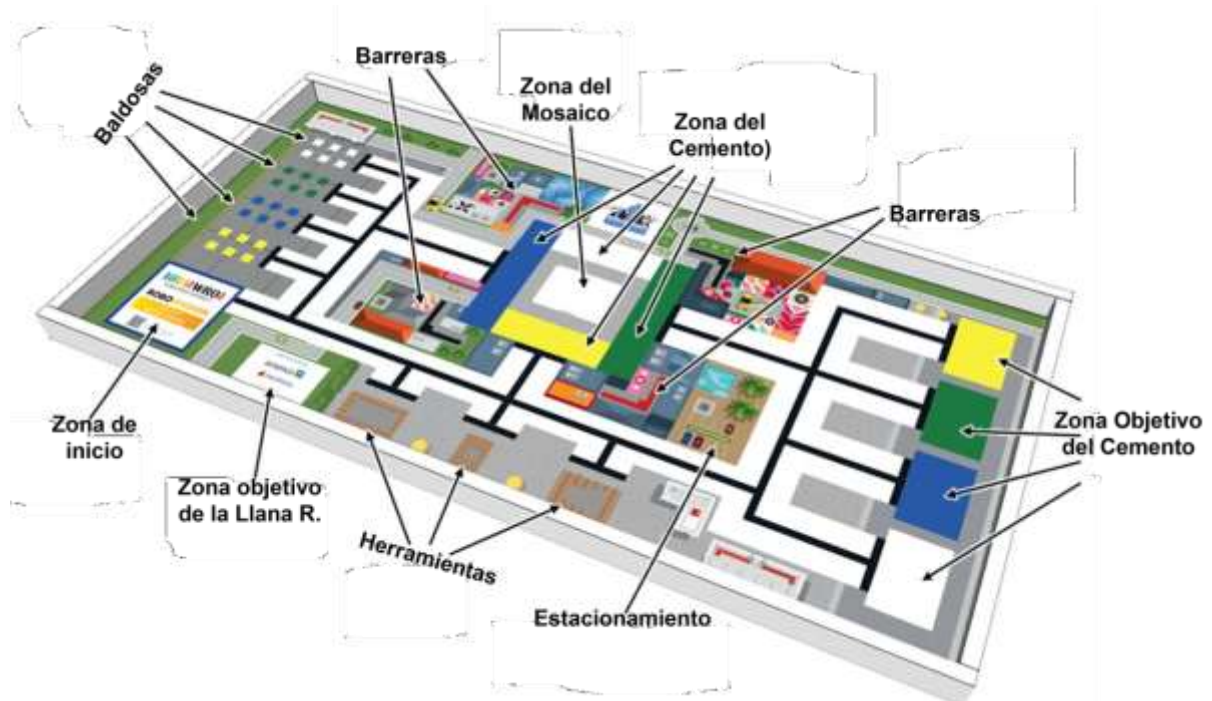 Barreras
Zona del
Mosaico
Zona del
Cemento)
Baldosas
Barreras
Zona de
inicio
Zona objetivo
de la Llana R.
Herramientas
Estacionamiento
Zona Objetivo
del Cemento